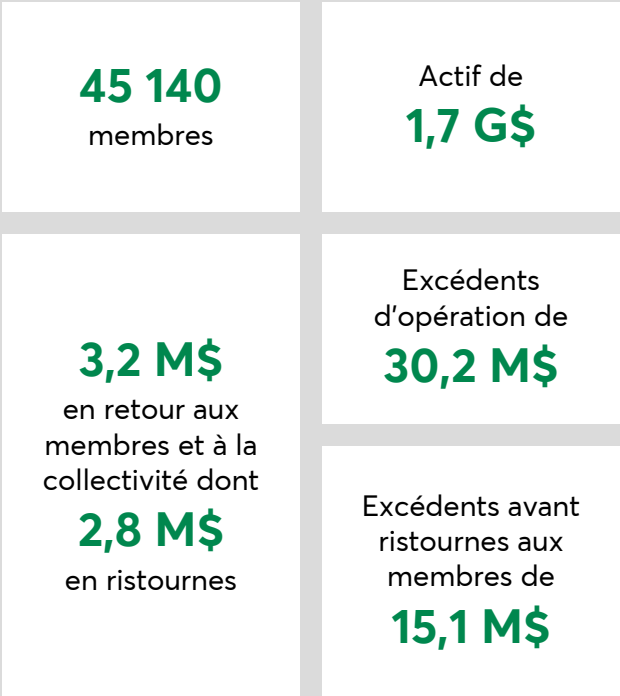 45 140
membres
Actif de
1,7 G$
3,2 M$
en retour aux
membres et à la
collectivité dont
2,8 M$
en ristournes
Excédents
d'opération de
30,2 M$
Excédents avant
ristournes aux
membres de
15,1 M$